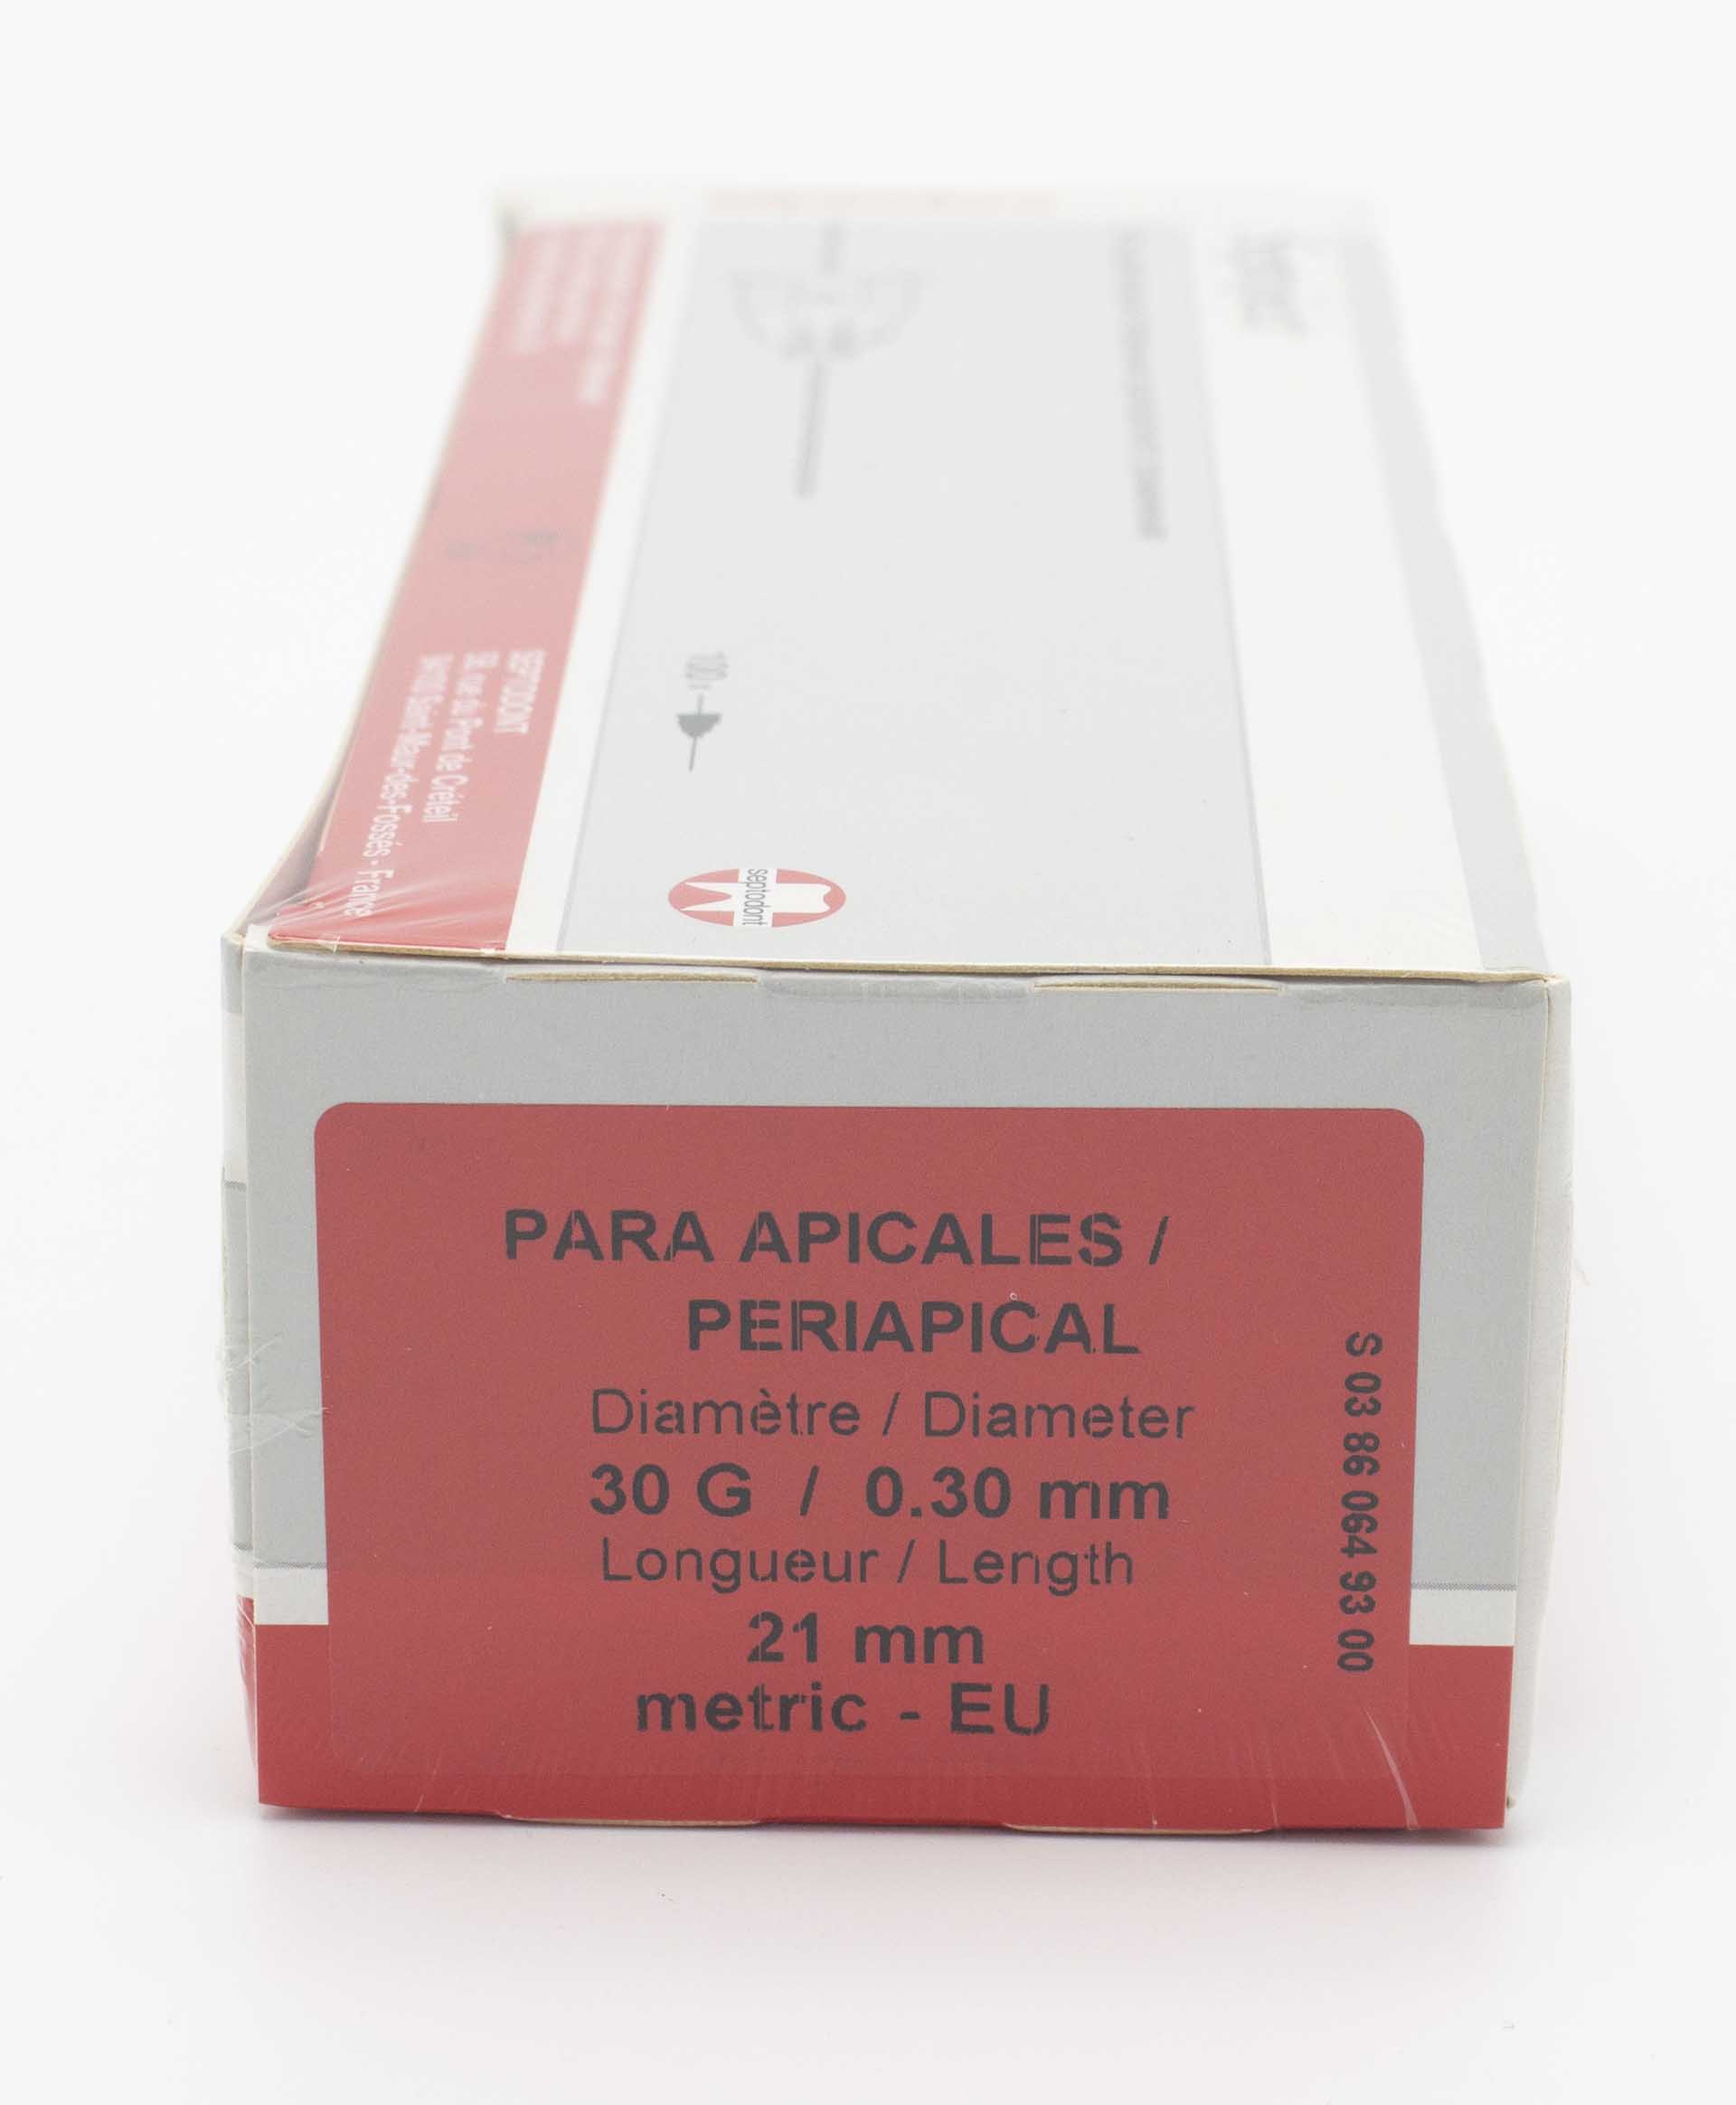 SEPTODONT
58, rue du Pont de Créteil
94100 Saint-Maur-des-Fossés - France
100 x
septodont
PARA APICALES /
PERIAPICAL
Diamètre / Diameter
30 G / 0.30 mm
Longueur / Length
21 mm
metric - EU
S 03 86 064 93 00